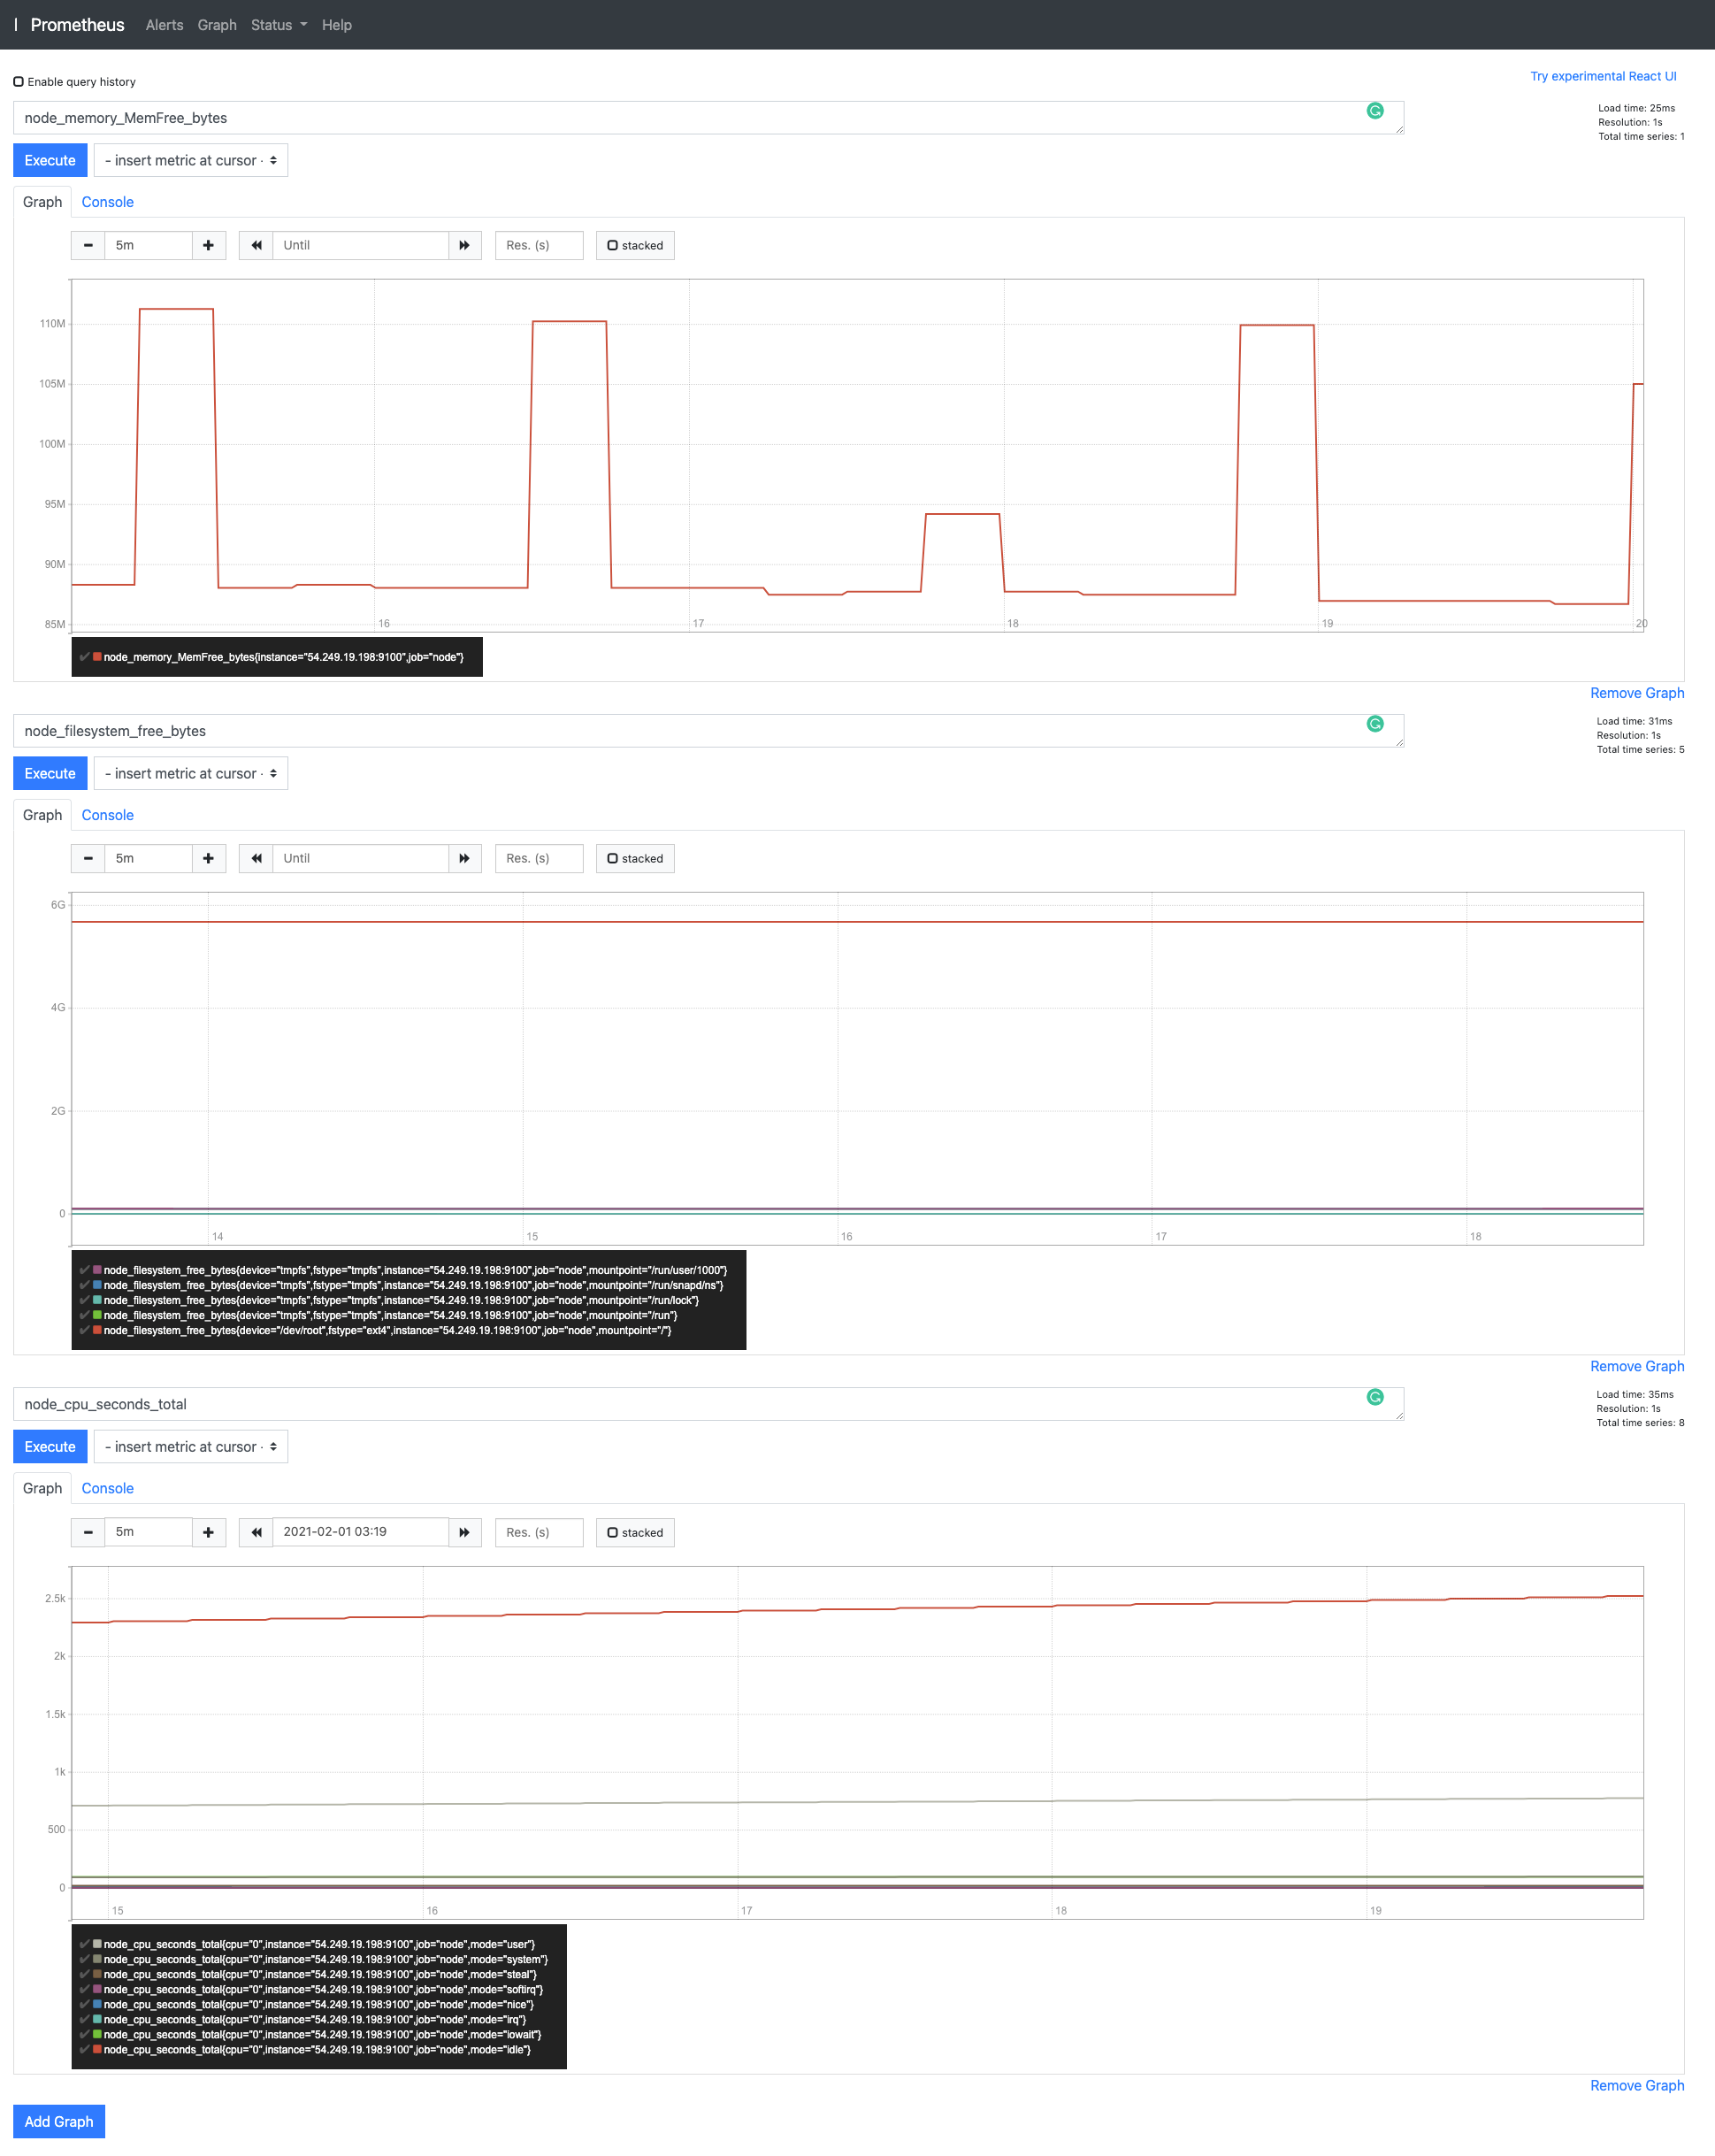 Prometheus Alerts Graph Status Help
Enable query history
Try experimental React UI
node_memory_MemFree_bytes
Load time: 25ms
Resolution: 1s
Total time series: 1
Execute - insert metric at cursor -
Graph Console
5m Until Res. (s) stacked
110M
105M
100M
95M
90M
85M
16 17 18 19 20
node_memory_MemFree_bytes{instance="54.249.19.198:9100",job="node"}
Remove Graph
node_filesystem_free_bytes
Load time: 31ms
Resolution: 1s
Total time series: 5
Execute - insert metric at cursor -
Graph Console
5m Until Res. (s) stacked
6G
4G
2G
0
14 15 16 17 18
node_filesystem_free_bytes{device="tmpfs",fstype="tmpfs",instance="54.249.19.198:9100",job="node",mountpoint="/run/user/1000"}
node_filesystem_free_bytes{device="tmpfs",fstype="tmpfs",instance="54.249.19.198:9100",job="node",mountpoint="/run/snapd/ns"}
node_filesystem_free_bytes{device="tmpfs",fstype="tmpfs",instance="54.249.19.198:9100",job="node",mountpoint="/run/lock"}
node_filesystem_free_bytes{device="tmpfs",fstype="tmpfs",instance="54.249.19.198:9100",job="node",mountpoint="/run"}
node_filesystem_free_bytes{device="/dev/root",fstype="ext4",instance="54.249.19.198:9100",job="node",mountpoint="/"}
Remove Graph
node_cpu_seconds_total
Load time: 35ms
Resolution: 1s
Total time series: 8
Execute - insert metric at cursor -
Graph Console
5m 2021-02-01 03:19 Res. (s) stacked
2.5k
2k
1.5k
1k
500
0
15 16 17 18 19
node_cpu_seconds_total{cpu="0",instance="54.249.19.198:9100",job="node",mode="user"}
node_cpu_seconds_total{cpu="0",instance="54.249.19.198:9100",job="node",mode="system"}
node_cpu_seconds_total{cpu="0",instance="54.249.19.198:9100",job="node",mode="steal"}
node_cpu_seconds_total{cpu="0",instance="54.249.19.198:9100",job="node",mode="softirq"}
node_cpu_seconds_total{cpu="0",instance="54.249.19.198:9100",job="node",mode="nice"}
node_cpu_seconds_total{cpu="0",instance="54.249.19.198:9100",job="node",mode="irq"}
node_cpu_seconds_total{cpu="0",instance="54.249.19.198:9100",job="node",mode="iowait"}
node_cpu_seconds_total{cpu="0",instance="54.249.19.198:9100",job="node",mode="idle"}
Remove Graph
Add Graph